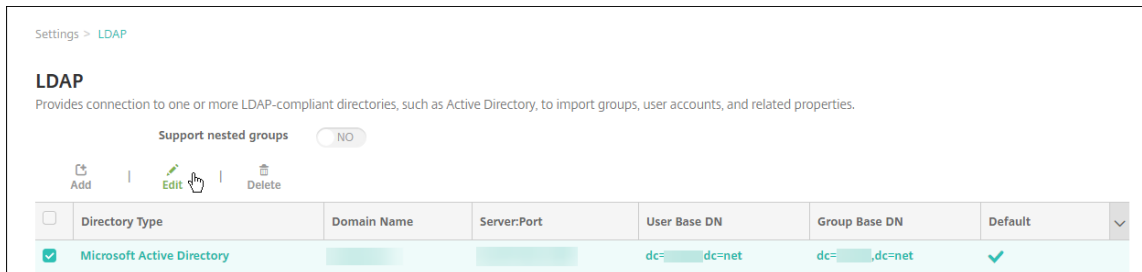 Settings > LDAP
LDAP
Provides connection to one or more LDAP-compliant directories, such as Active Directory, to import groups, user accounts, and related properties.
Support nested groups NO
Add | Edit | Delete
Directory Type Domain Name Server:Port User Base DN Group Base DN Default
Microsoft Active Directory dc= dc=net dc= ,dc=net